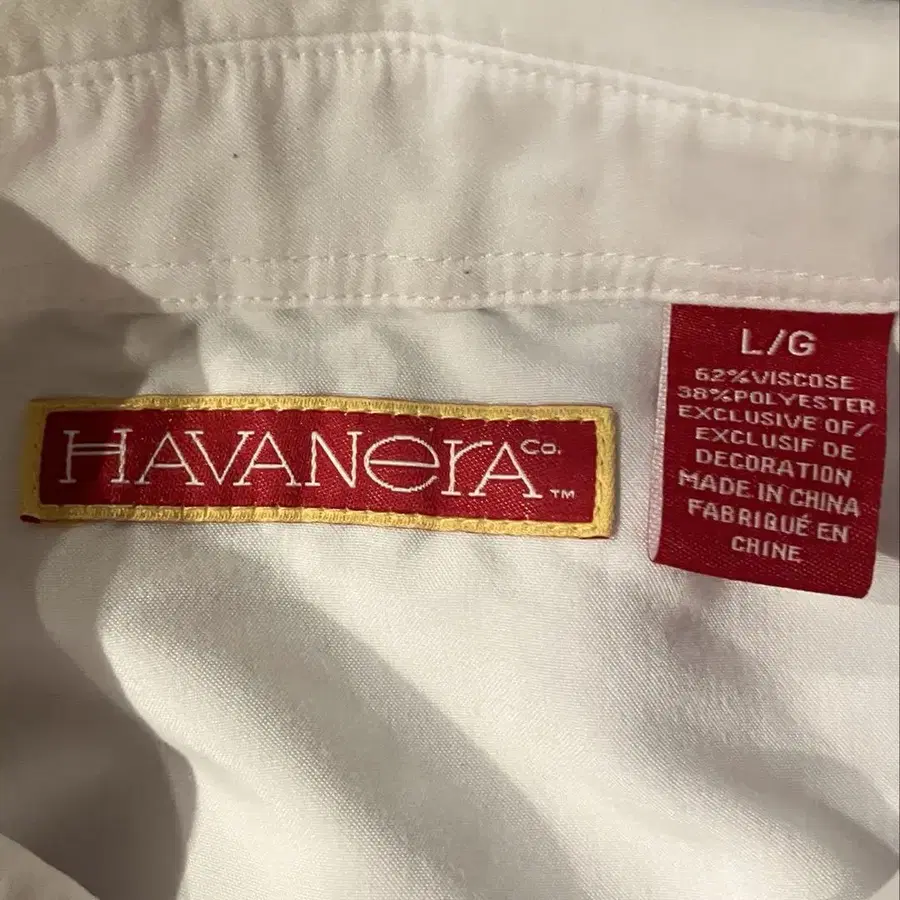 HAVANerA Co. ™
L/G
62%VISCOSE
38%POLYESTER
EXCLUSIVE OF/
EXCLUSIF DE
DECORATION
MADE IN CHINA
FABRIQUÉ EN
CHINE